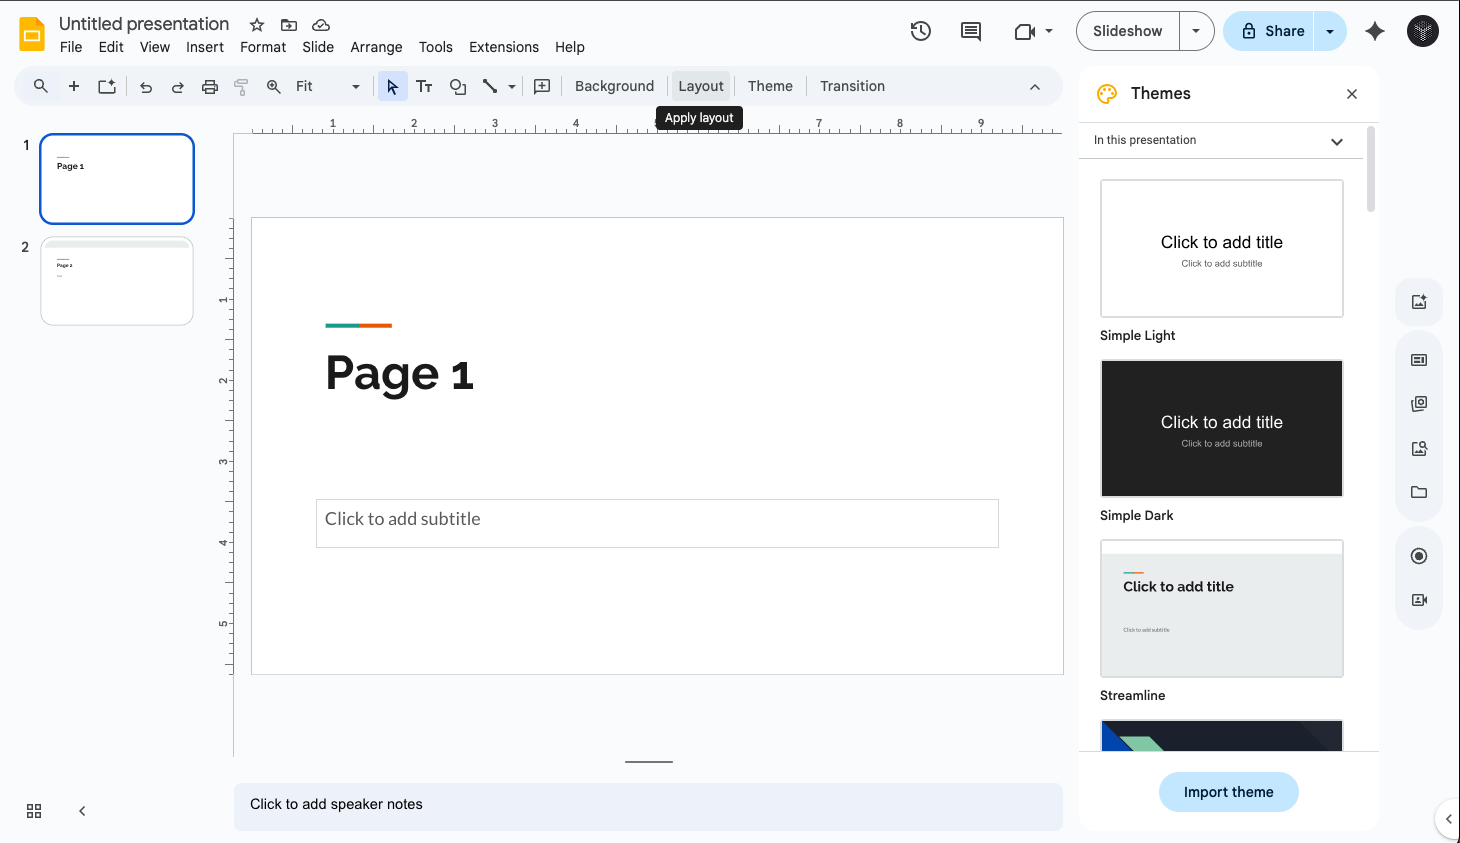 Untitled presentation
File Edit View Insert Format Slide Arrange Tools Extensions Help
Slideshow
Share
Fit
Background Layout Theme Transition
Apply layout
Themes
In this presentation
1 2 3 4 7 8 9
1
Page 1
2
Page 2
1
2
3
4
5
Page 1
Click to add subtitle
Click to add title
Click to add subtitle
Simple Light
Click to add title
Click to add subtitle
Simple Dark
Click to add title
Click to add subtitle
Streamline
Import theme
Click to add speaker notes